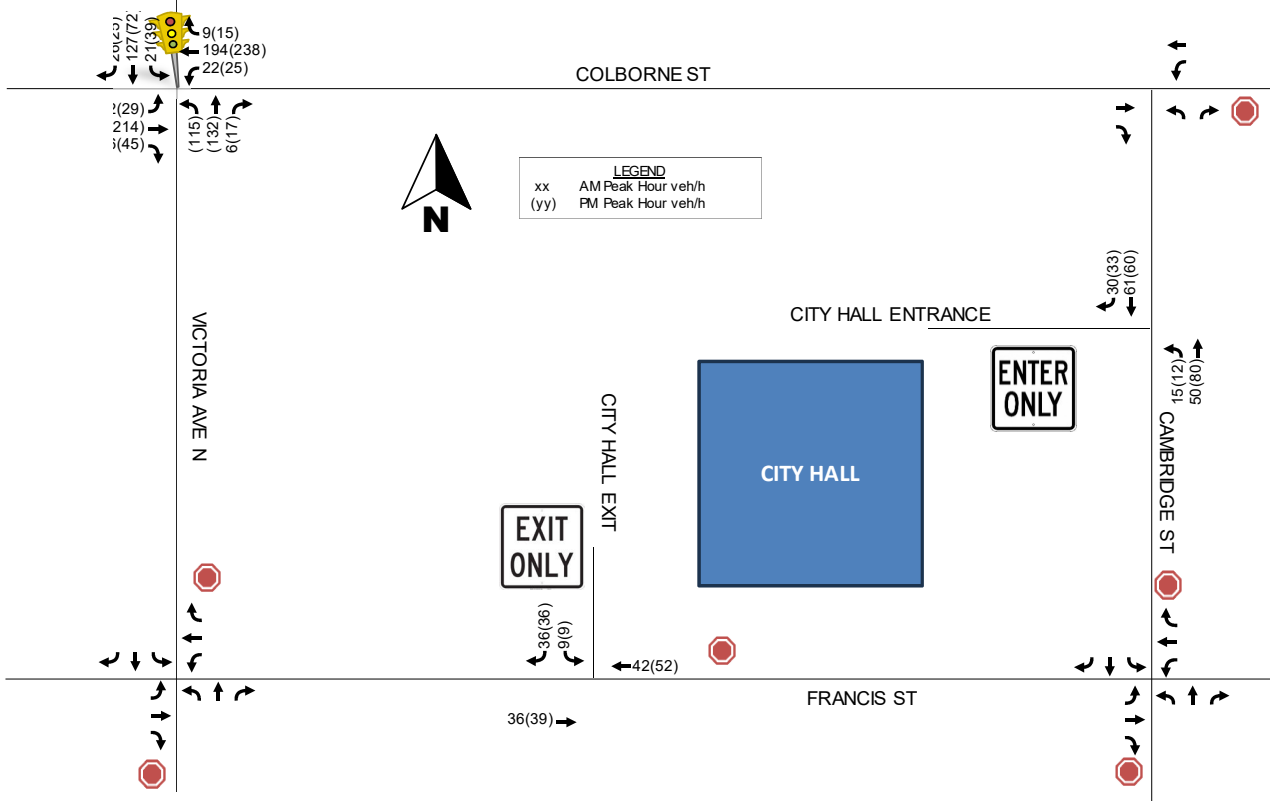 9(15)
194(238)
22(25)
127(72)
21(39)
COLBORNE ST
(29)
214)
(45)
(115)
(132)
6(17)
LEGEND
xx AM Peak Hour veh/h
(yy) PM Peak Hour veh/h
N
30(33)
61(60)
CITY HALL ENTRANCE
VICTORIA AVE N
ENTER
ONLY
15(12)
50(80)
CITY HALL EXIT
CITY HALL
CAMBRIDGE ST
EXIT
ONLY
36(36)
9(9)
42(52)
FRANCIS ST
36(39)